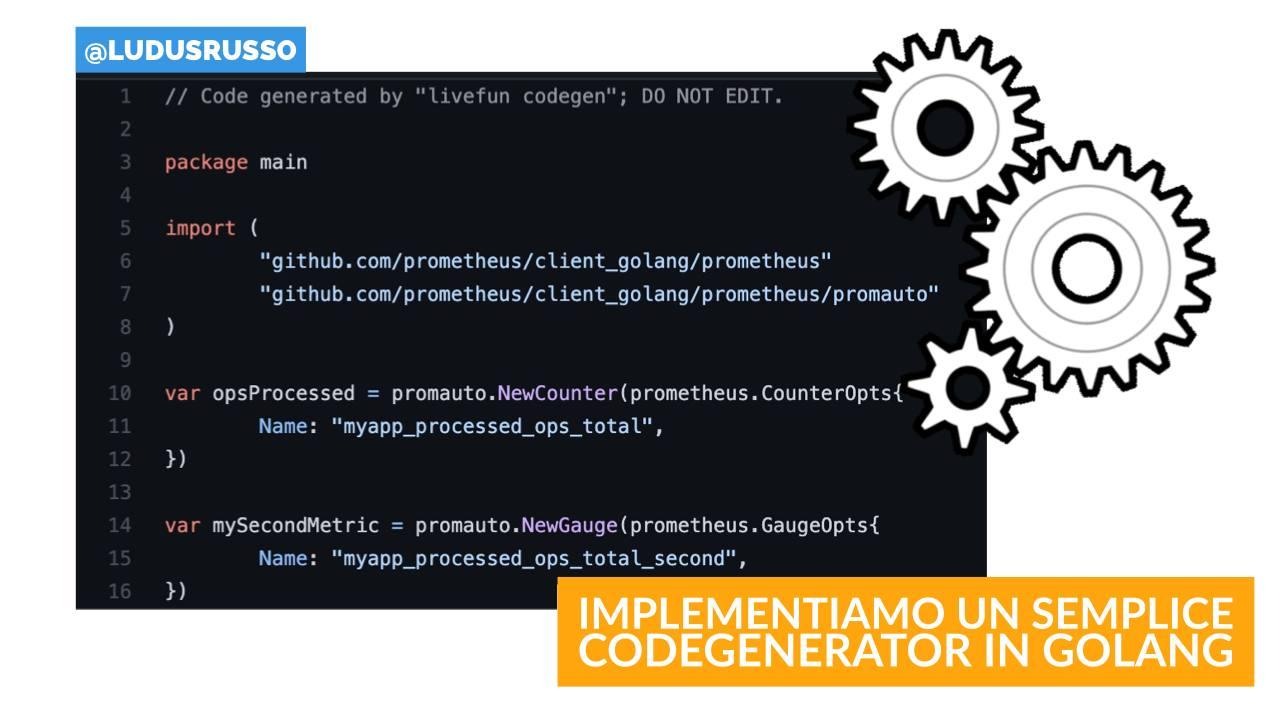 @LUDUSRUSSO
1 // Code generated by "livefun codegen"; DO NOT EDIT.
2
3 package main
4
5 import (
6 "github.com/prometheus/client_golang/prometheus"
7 "github.com/prometheus/client_golang/prometheus/promauto"
8 )
9
10 var opsProcessed = promauto.NewCounter(prometheus.CounterOpts{
11 Name: "myapp_processed_ops_total",
12 })
13
14 var mySecondMetric = promauto.NewGauge(prometheus.GaugeOpts{
15 Name: "myapp_processed_ops_total_second",
16 })
IMPLEMENTIAMO UN SEMPLICE
CODEGENERATOR IN GOLANG